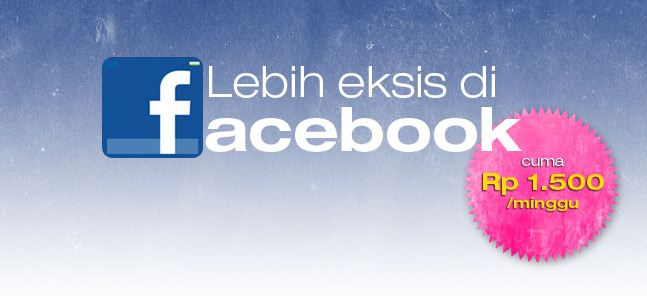 Lebih eksis di
facebook
cuma
Rp 1.500
/minggu